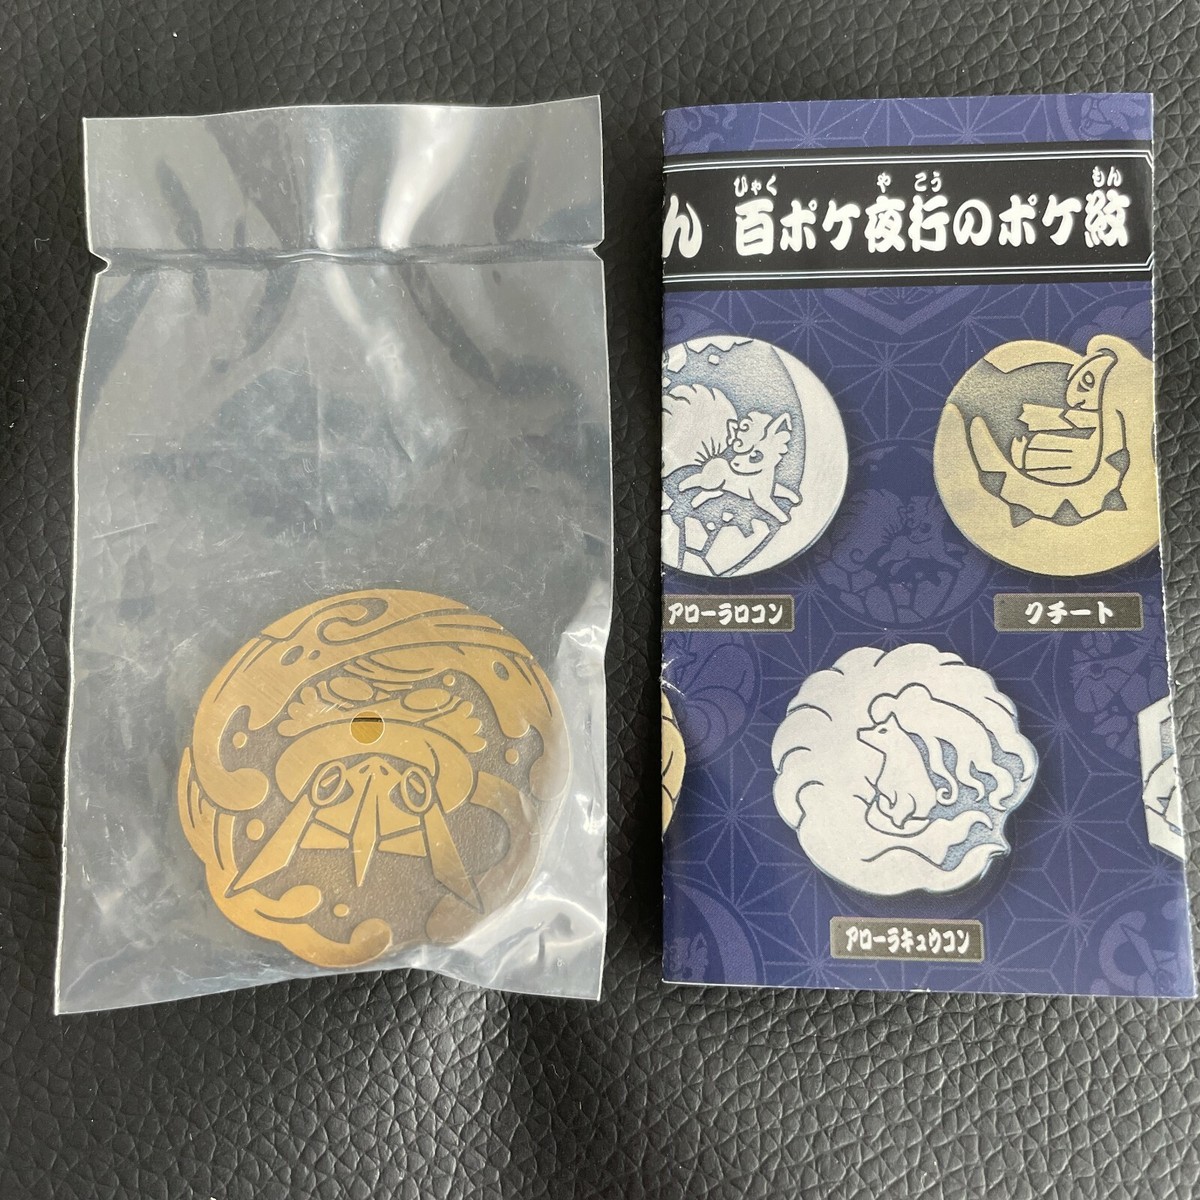 ひゃく や こう もん
ん 百ポケ夜行のポケ紋
アローラロコン
クチート
アローラキュウコン